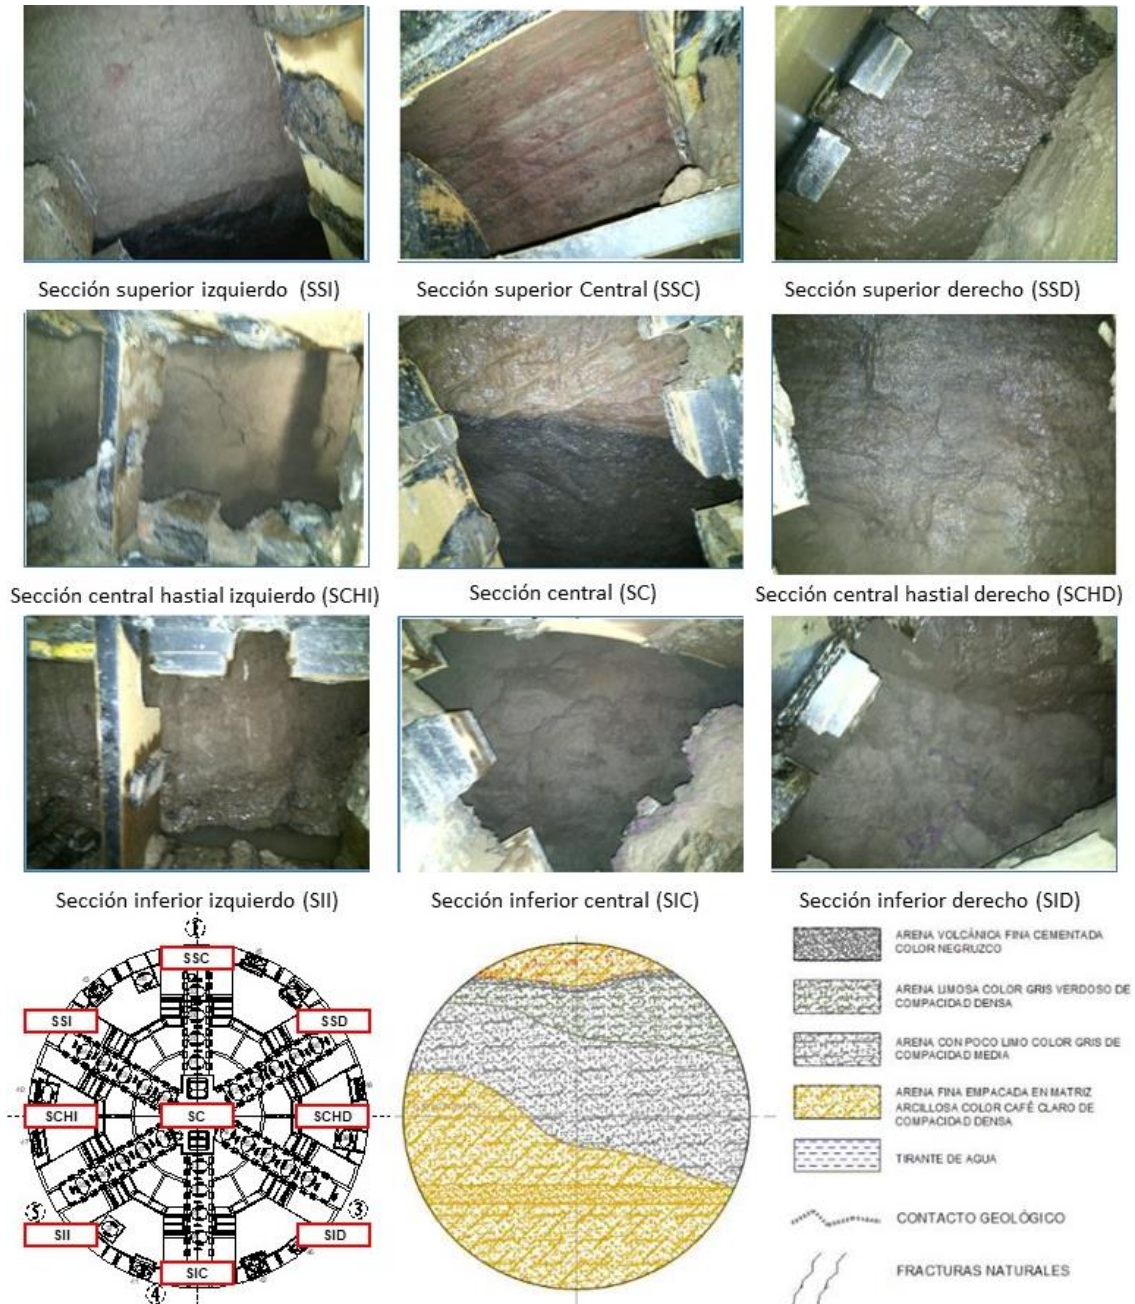 Sección superior izquierdo (SSI)
Sección superior Central (SSC)
Sección superior derecho (SSD)
Sección central hastial izquierdo (SCHI)
Sección central (SC)
Sección central hastial derecho (SCHD)
Sección inferior izquierdo (SII)
Sección inferior central (SIC)
Sección inferior derecho (SID)
1
SSC
SSI
SSD
SCHI
SC
SCHD
5
3
SII
SID
SIC
4
ARENA VOLCÁNICA FINA CEMENTADA
COLOR NEGRUZCO
ARENA LIMOSA COLOR GRIS VERDOSO DE
COMPACIDAD DENSA
ARENA CON POCO LIMO COLOR GRIS DE
COMPACIDAD MEDIA
ARENA FINA EMPACADA EN MATRIZ
ARCILLOSA COLOR CAFÉ CLARO DE
COMPACIDAD DENSA
TIRANTE DE AGUA
CONTACTO GEOLÓGICO
FRACTURAS NATURALES